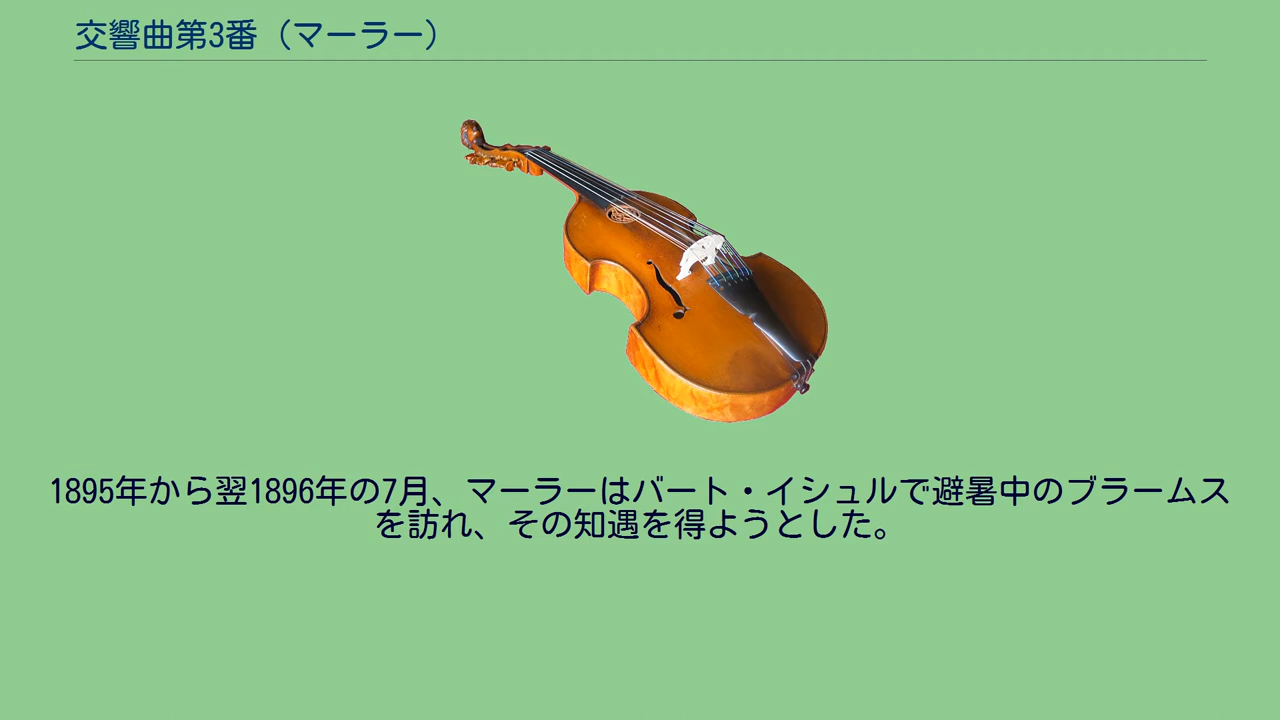 交響曲第3番（マーラー）
1895年から翌1896年の7月、マーラーはバート・イシュルで避暑中のブラームス
を訪れ、その知遇を得ようとした。